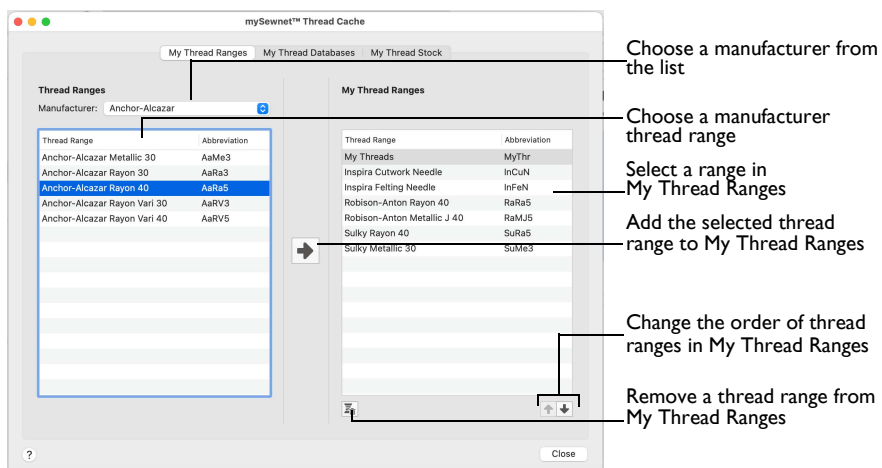 mySewnet™ Thread Cache
My Thread Ranges
My Thread Databases
My Thread Stock
Thread Ranges
Manufacturer:
Anchor-Alcazar
Thread Range
Abbreviation
Anchor-Alcazar Metallic 30
AaMe3
Anchor-Alcazar Rayon 30
AaRa3
Anchor-Alcazar Rayon 40
AaRa5
Anchor-Alcazar Rayon Vari 30
AaRV3
Anchor-Alcazar Rayon Vari 40
AaRV5
My Thread Ranges
Thread Range
Abbreviation
My Threads
MyThr
Inspira Cutwork Needle
InCuN
Inspira Felting Needle
InFeN
Robison-Anton Rayon 40
RaRa5
Robison-Anton Metallic J 40
RaMJ5
Sulky Rayon 40
SuRa5
Sulky Metallic 30
SuMe3
?
Close
Choose a manufacturer from
the list
Choose a manufacturer
thread range
Select a range in
My Thread Ranges
Add the selected thread
range to My Thread Ranges
Change the order of thread
ranges in My Thread Ranges
Remove a thread range from
My Thread Ranges